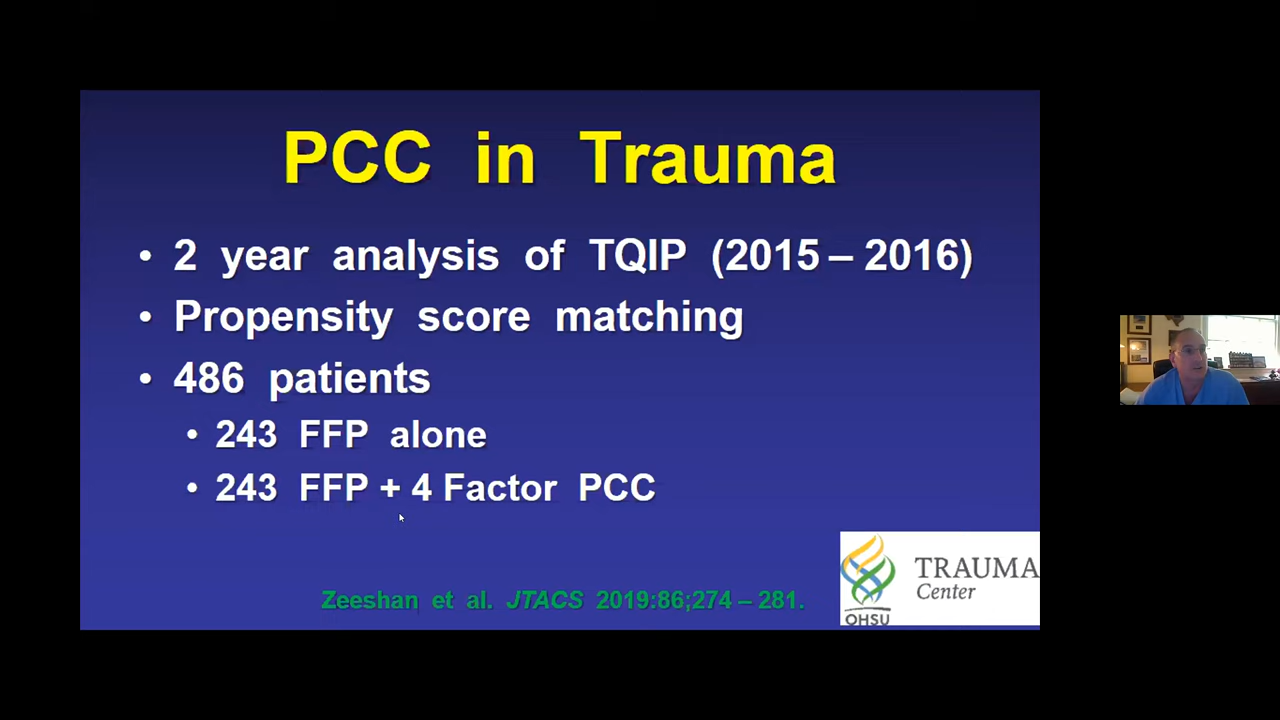 PCC in Trauma
• 2 year analysis of TQIP (2015 – 2016)
• Propensity score matching
• 486 patients
• 243 FFP alone
• 243 FFP + 4 Factor PCC
Zeeshan et al. JTACS 2019:86;274 – 281.
TRAUMA
Center
OHSU